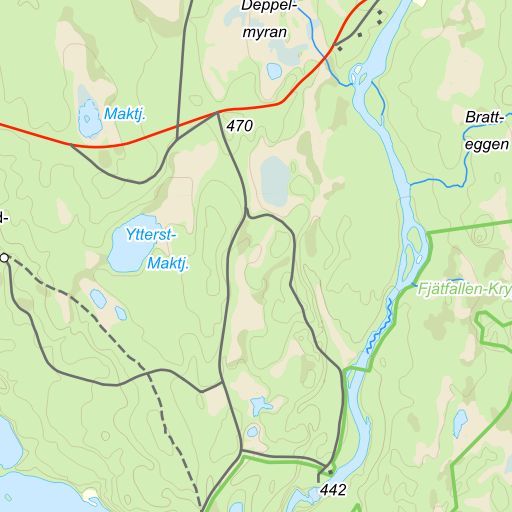 Deppel-
myran
Maktj.
470
Bratt-
eggen
d-
Ytterst-
Maktj.
Fjätfallen-Kry
442